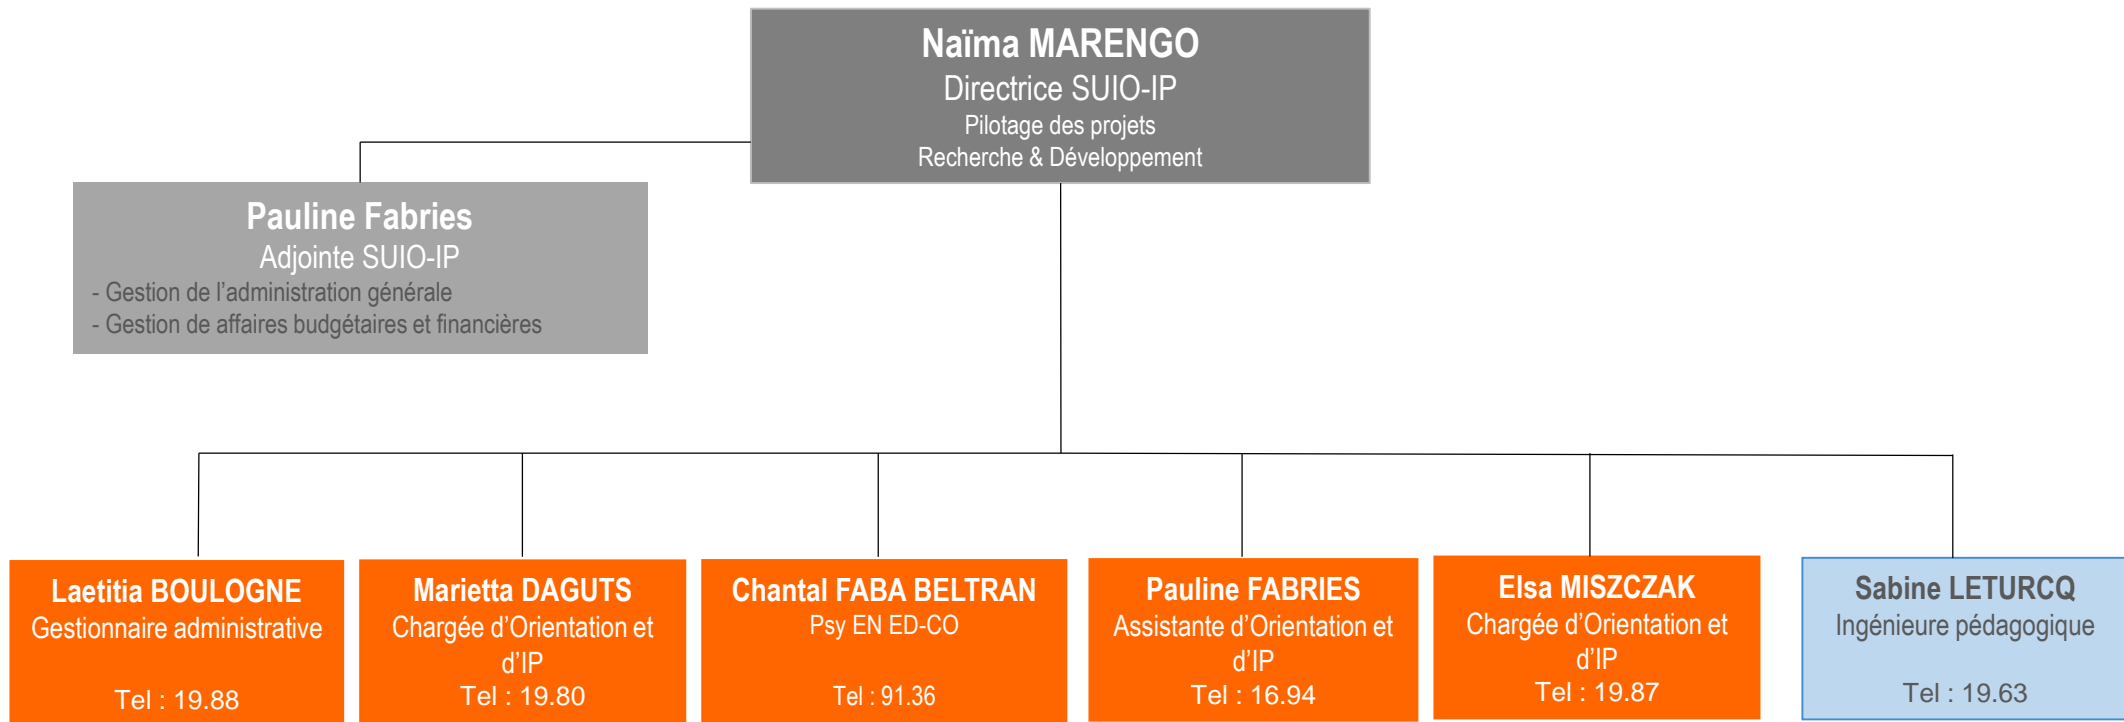 Naïma MARENGO
Directrice SUIO-IP
Pilotage des projets
Recherche & Développement
Pauline Fabries
Adjointe SUIO-IP
- Gestion de l’administration générale
- Gestion de affaires budgétaires et financières
Laetitia BOULOGNE
Gestionnaire administrative
Tel : 19.88
Marietta DAGUTS
Chargée d’Orientation et
d’IP
Tel : 19.80
Chantal FABA BELTRAN
Psy EN ED-CO
Tel : 91.36
Pauline FABRIES
Assistante d’Orientation et
d’IP
Tel : 16.94
Elsa MISZCZAK
Chargée d’Orientation et
d’IP
Tel : 19.87
Sabine LETURCQ
Ingénieure pédagogique
Tel : 19.63